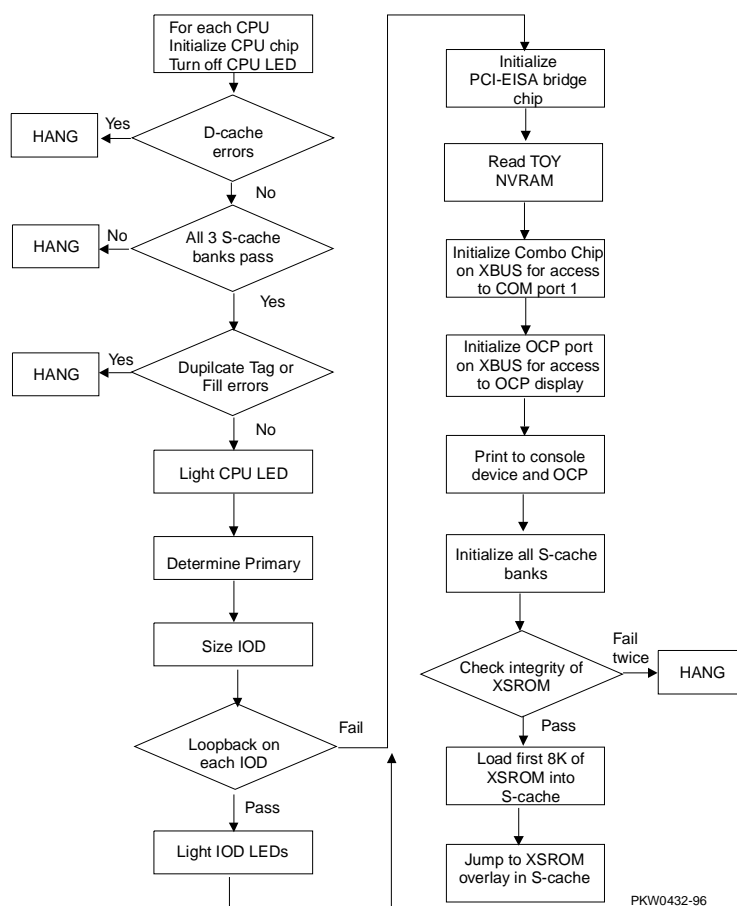 For each CPU
Initialize CPU chip
Turn off CPU LED
D-cache
errors
Yes
HANG
No
All 3 S-cache
banks pass
No
HANG
Yes
Dupilcate Tag or
Fill errors
Yes
HANG
No
Light CPU LED
Determine Primary
Size IOD
Loopback on
each IOD
Fail
Pass
Light IOD LEDs
Initialize
PCI-EISA bridge
chip
Read TOY
NVRAM
Initialize Combo Chip
on XBUS for access
to COM port 1
Initialize OCP port
on XBUS for access
to OCP display
Print to console
device and OCP
Initialize all S-cache
banks
Check integrity of
XSROM
Fail
twice
HANG
Pass
Load first 8K of
XSROM into
S-cache
Jump to XSROM
overlay in S-cache
PKW0432-96